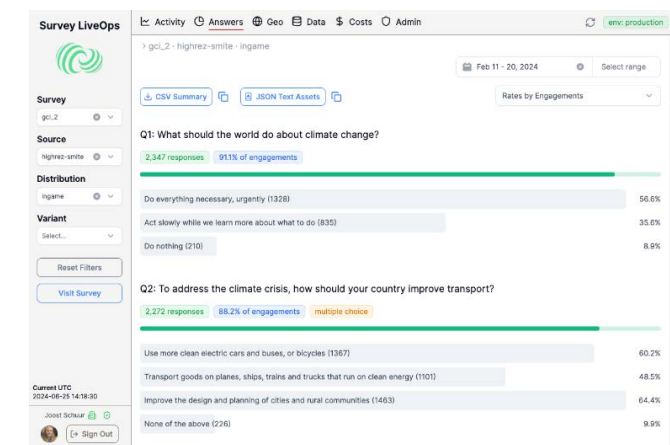 Survey LiveOps
Activity Answers Geo Data $ Costs Admin
env: production
> gci_2 · highrez-smite · ingame
Feb 11 - 20, 2024
Select range
CSV Summary
JSON Text Assets
Rates by Engagements
Survey
gci_2
Source
highrez-smite
Distribution
ingame
Variant
Select...
Reset Filters
Visit Survey
Q1: What should the world do about climate change?
2,347 responses 91.1% of engagements
Do everything necessary, urgently (1328) 56.6%
Act slowly while we learn more about what to do (835) 35.6%
Do nothing (210) 8.9%
Q2: To address the climate crisis, how should your country improve transport?
2,272 responses 88.2% of engagements multiple choice
Use more clean electric cars and buses, or bicycles (1367) 60.2%
Transport goods on planes, ships, trains and trucks that run on clean energy (1101) 48.5%
Improve the design and planning of cities and rural communities (1463) 64.4%
None of the above (226) 9.9%
Current UTC
2024-08-25 14:18:30
Joost Schuur
Sign Out